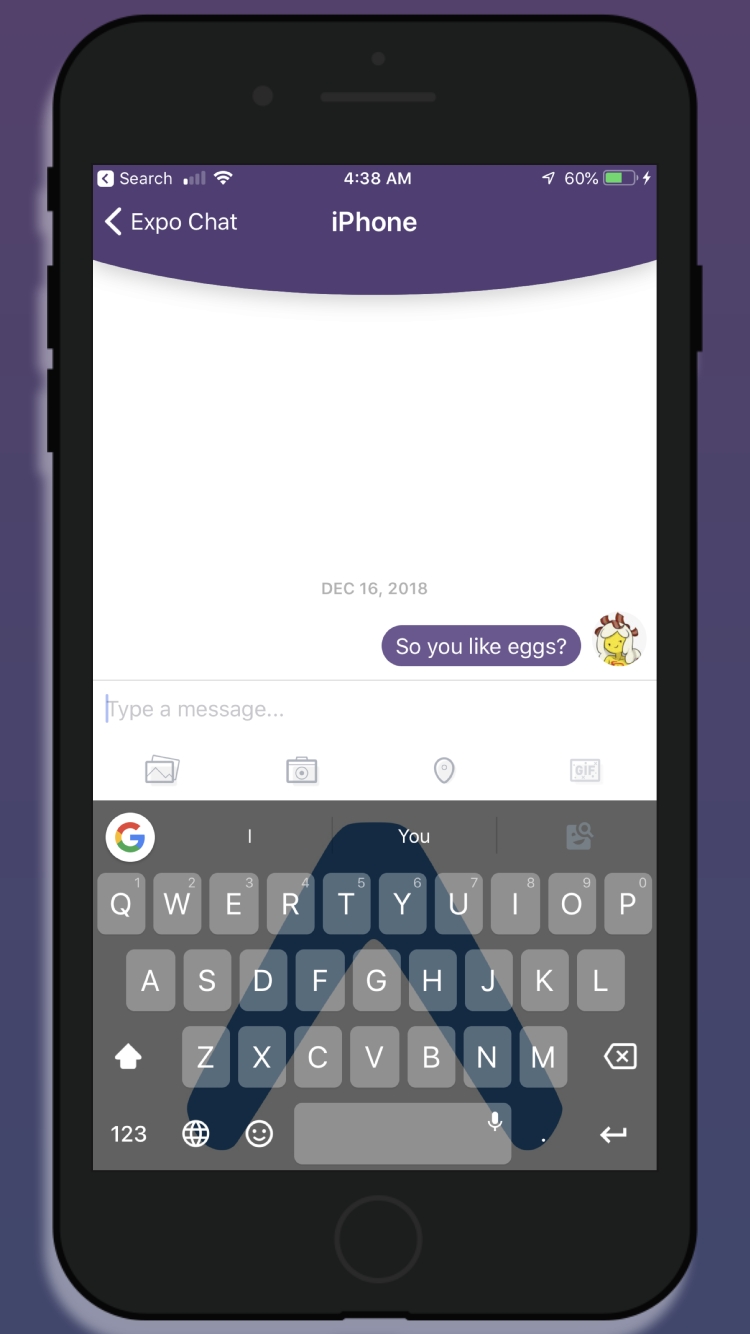 Search 4:38 AM 60%
Expo Chat iPhone
DEC 16, 2018
So you like eggs?
Type a message...
GIF
G I You
1 2 3 4 5 6 7 8 9 0
Q W E R T Y U I O P
A S D F G H J K L
Z X C V B N M
123 .